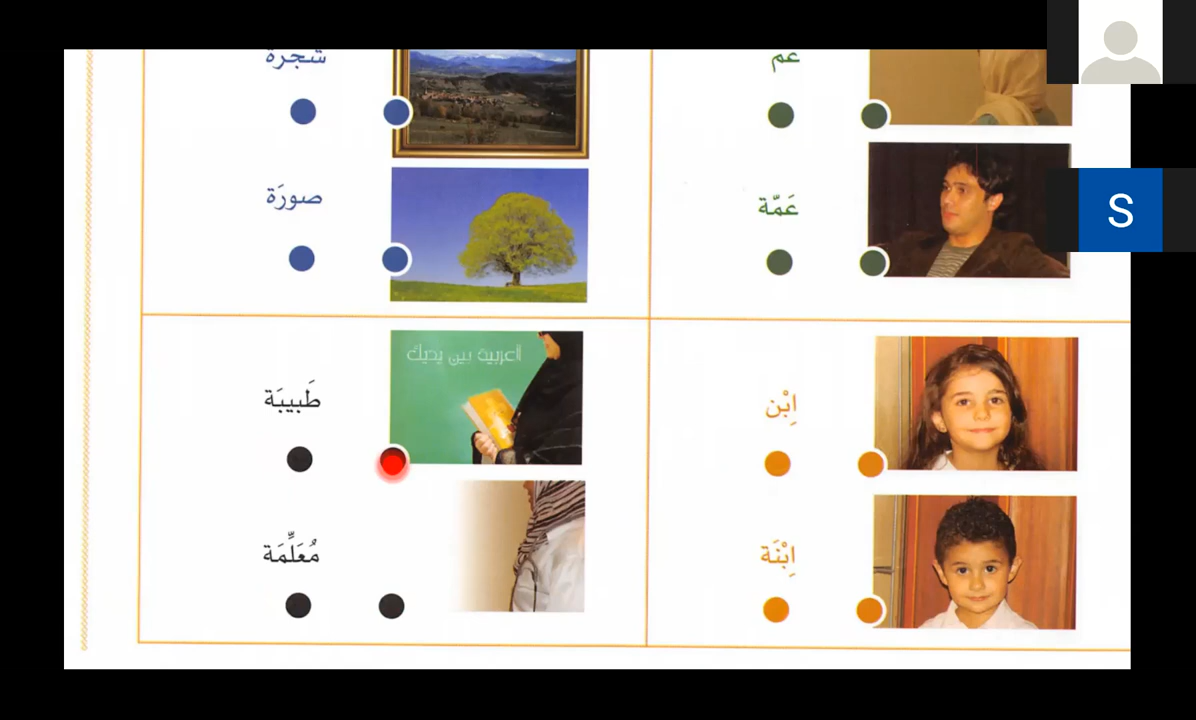 عم
شجرة
عَمّة
صورَة
العربية بين يديك
اِبْن
طَبيبَة
اِبْنَة
مُعَلِّمَة
S